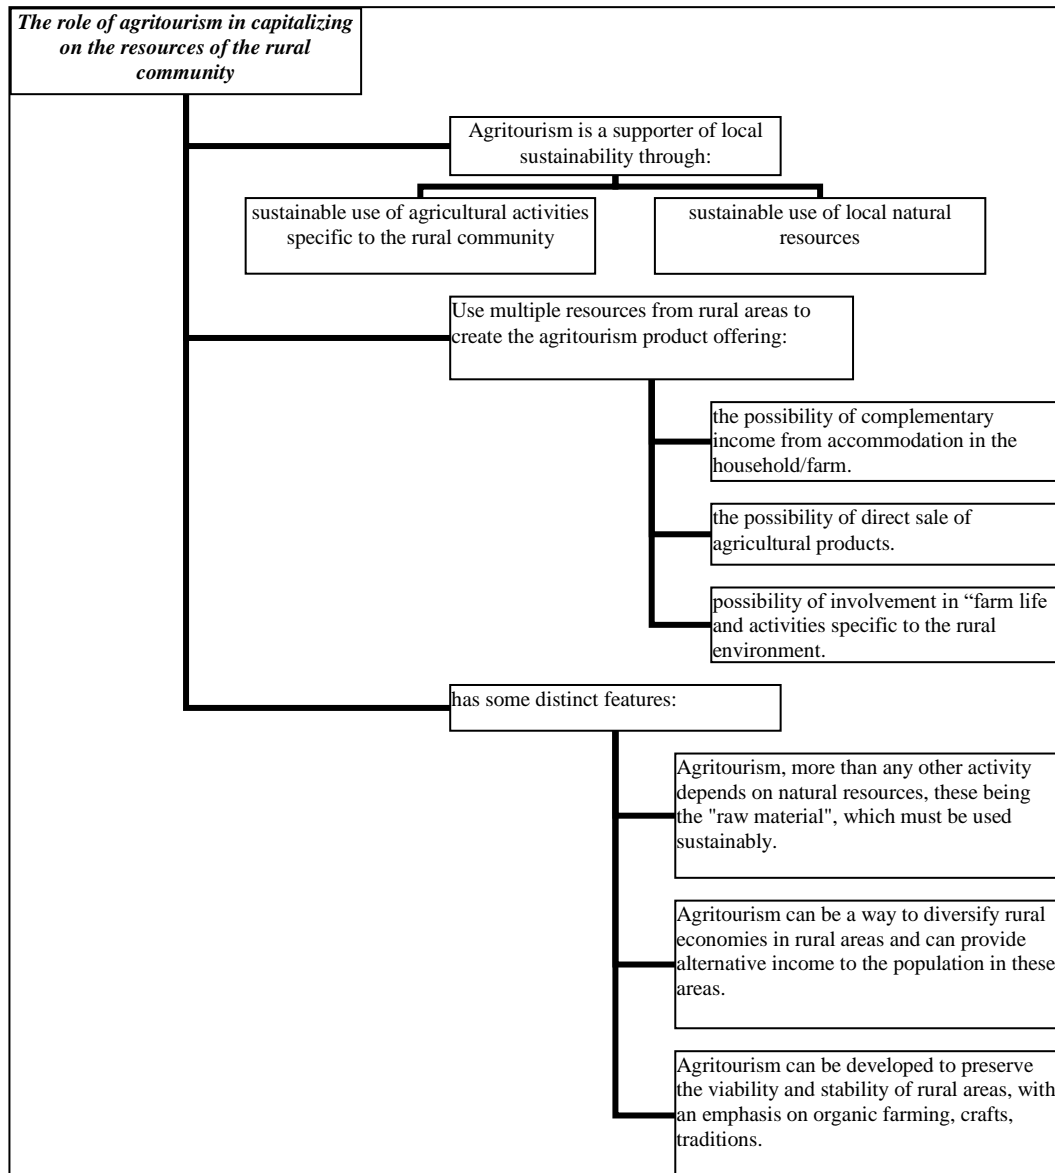 The role of agritourism in capitalizing
on the resources of the rural
community
Agritourism is a supporter of local
sustainability through:
sustainable use of agricultural activities
specific to the rural community
sustainable use of local natural
resources
Use multiple resources from rural areas to
create the agritourism product offering:
the possibility of complementary
income from accommodation in the
household/farm.
the possibility of direct sale of
agricultural products.
possibility of involvement in “farm life
and activities specific to the rural
environment.
has some distinct features:
Agritourism, more than any other activity
depends on natural resources, these being
the "raw material", which must be used
sustainably.
Agritourism can be a way to diversify rural
economies in rural areas and can provide
alternative income to the population in these
areas.
Agritourism can be developed to preserve
the viability and stability of rural areas, with
an emphasis on organic farming, crafts,
traditions.